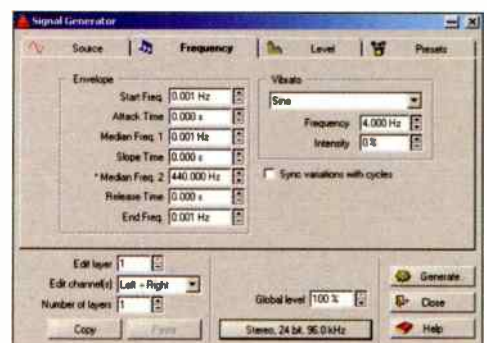 Signal Generator
Source Frequency Level Presets
Envelope
Start Freq. 0.001 Hz
Attack Time 0.000 s
Median Freq. 1 0.001 Hz
Slope Time 0.000 s
* Median Freq. 2 440.000 Hz
Release Time 0.000 s
End Freq. 0.001 Hz
Vibrato
Sine
Frequency 4.000 Hz
Intensity 0 %
Sync variations with cycles
Edit layer 1
Edit channel(s) Left + Right
Number of layers 1
Copy Paste
Global level 100 %
Stereo, 24 bit, 96.0 kHz
Generate
Close
Help